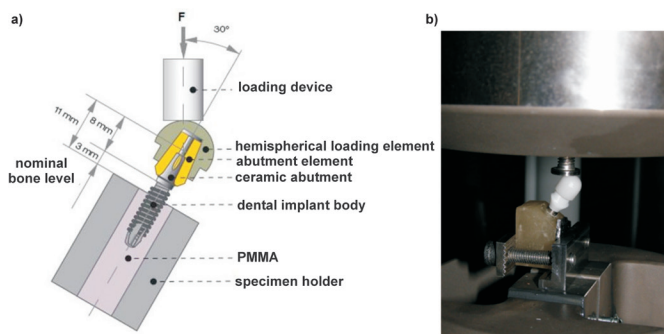 a)
F
30°
loading device
11 mm
8 mm
3 mm
hemispherical loading element
abutment element
ceramic abutment
nominal
bone level
dental implant body
PMMA
specimen holder
b)